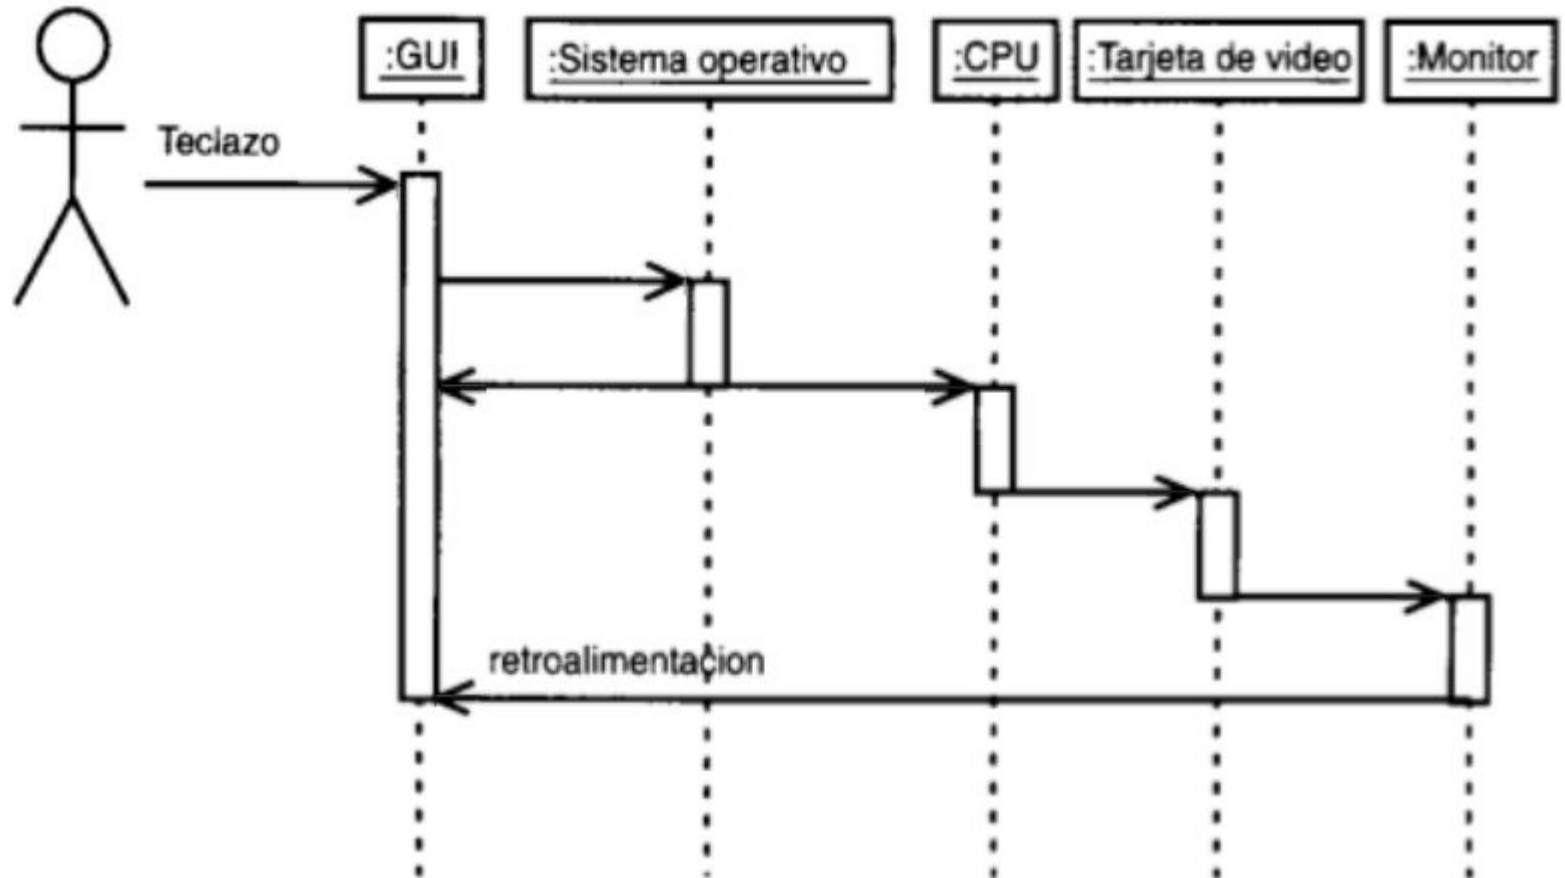 :GUI
:Sistema operativo
:CPU
:Tarjeta de video
:Monitor
Teclazo
retroalimentacion